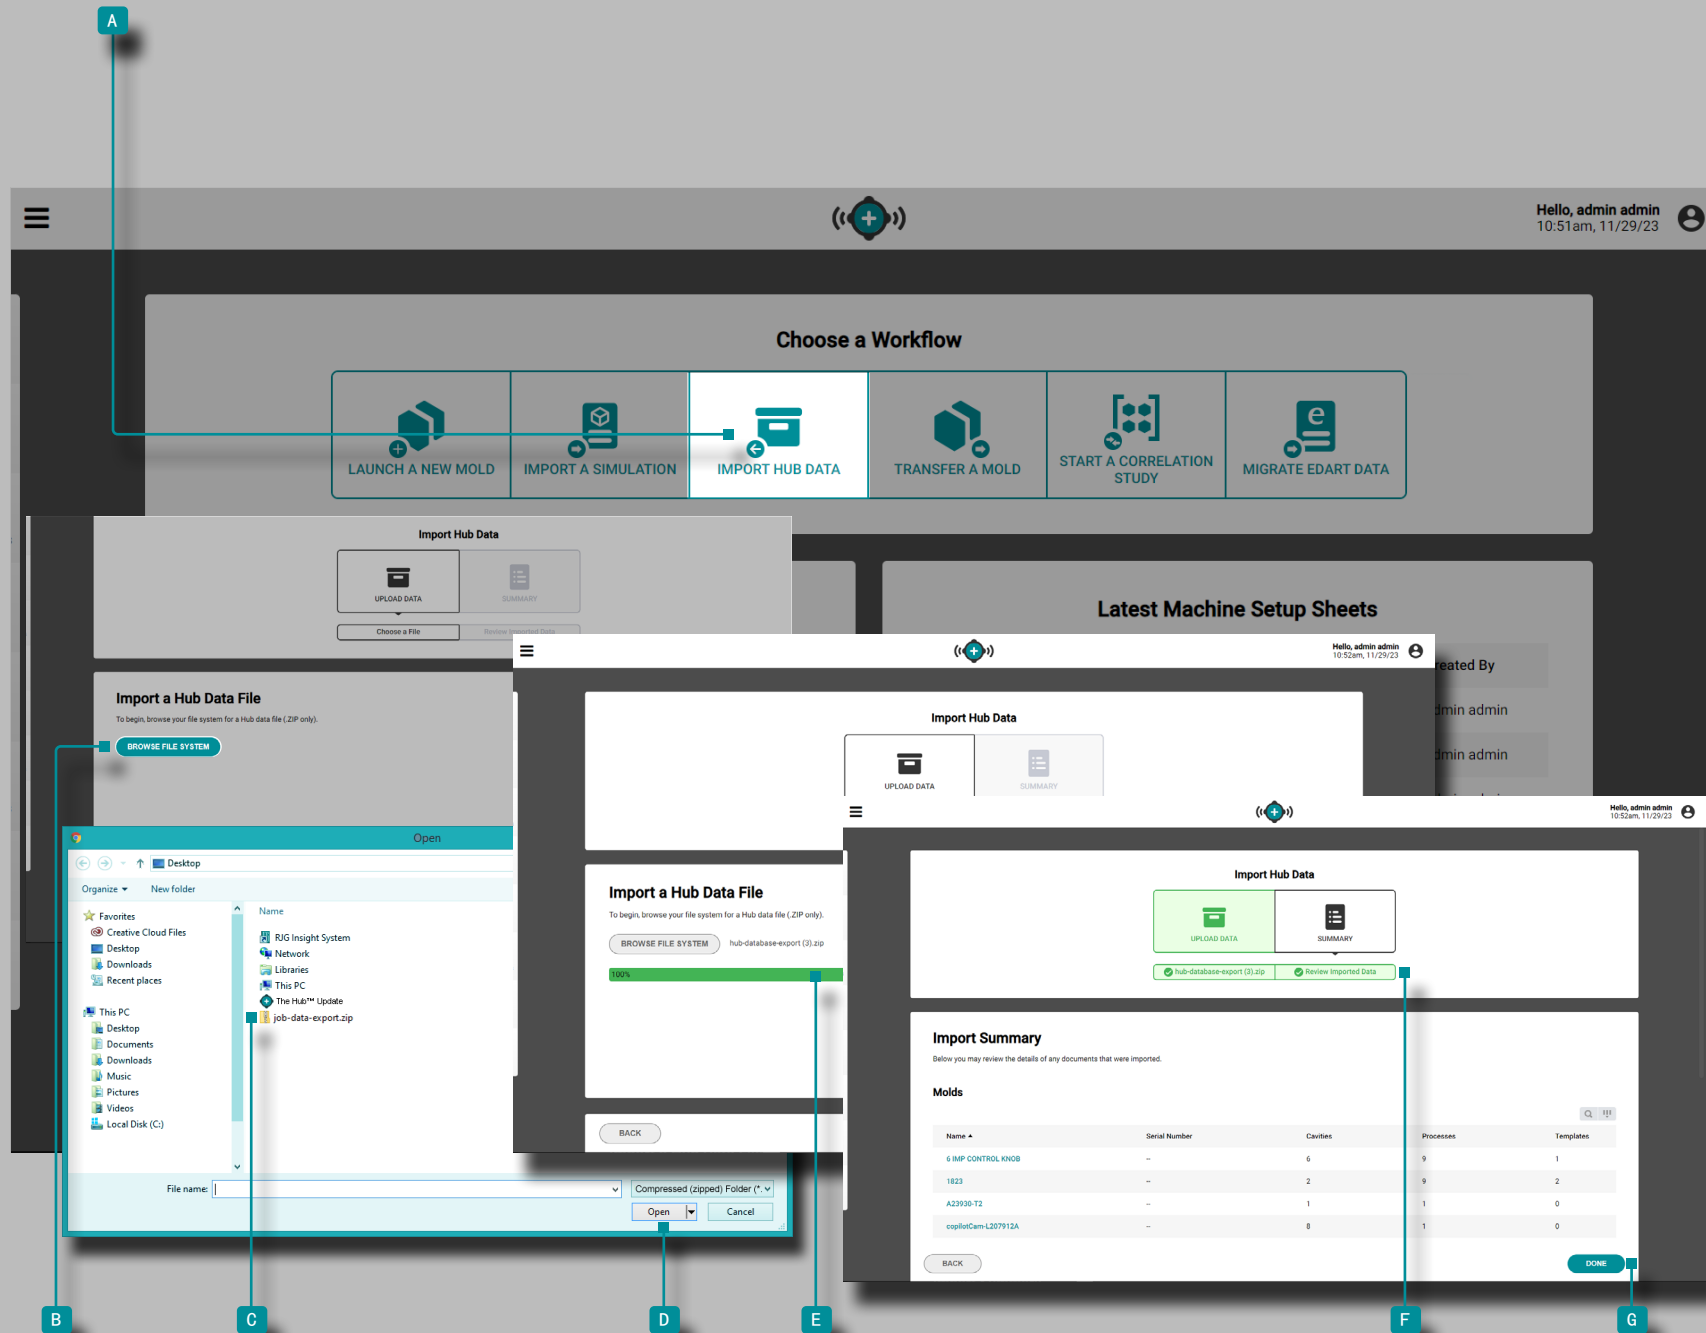 A
Hello, admin admin
10:51am, 11/29/23
Choose a Workflow
LAUNCH A NEW MOLD
IMPORT A SIMULATION
IMPORT HUB DATA
TRANSFER A MOLD
START A CORRELATION
STUDY
e
MIGRATE EDART DATA
Import Hub Data
UPLOAD DATA
SUMMARY
Choose a File
Review Imported Data
Import a Hub Data File
To begin, browse your file system for a Hub data file (.ZIP only).
BROWSE FILE SYSTEM
Latest Machine Setup Sheets
reated By
dmin admin
dmin admin
Hello, admin admin
10:52am, 11/29/23
Import Hub Data
UPLOAD DATA
SUMMARY
Import a Hub Data File
To begin, browse your file system for a Hub data file (.ZIP only).
BROWSE FILE SYSTEM
hub-database-export (3).zip
100%
BACK
Open
Desktop
Organize
New folder
Favorites
Creative Cloud Files
Desktop
Downloads
Recent places
This PC
Desktop
Documents
Downloads
Music
Pictures
Videos
Local Disk (C:)
Name
RJG Insight System
Network
Libraries
This PC
The Hub™ Update
job-data-export.zip
File name:
Compressed (zipped) Folder (*.
Open
Cancel
Hello, admin admin
10:52am, 11/29/23
Import Hub Data
UPLOAD DATA
SUMMARY
hub-database-export (3).zip
Review Imported Data
Import Summary
Below you may review the details of any documents that were imported.
Molds
Name Serial Number Cavities Processes Templates
6 IMP CONTROL KNOB -- 6 9 1
1823 -- 2 9 2
A23930-T2 -- 1 1 0
copilotCam-L207912A -- 8 1 0
BACK
DONE
B
C
D
E
F
G